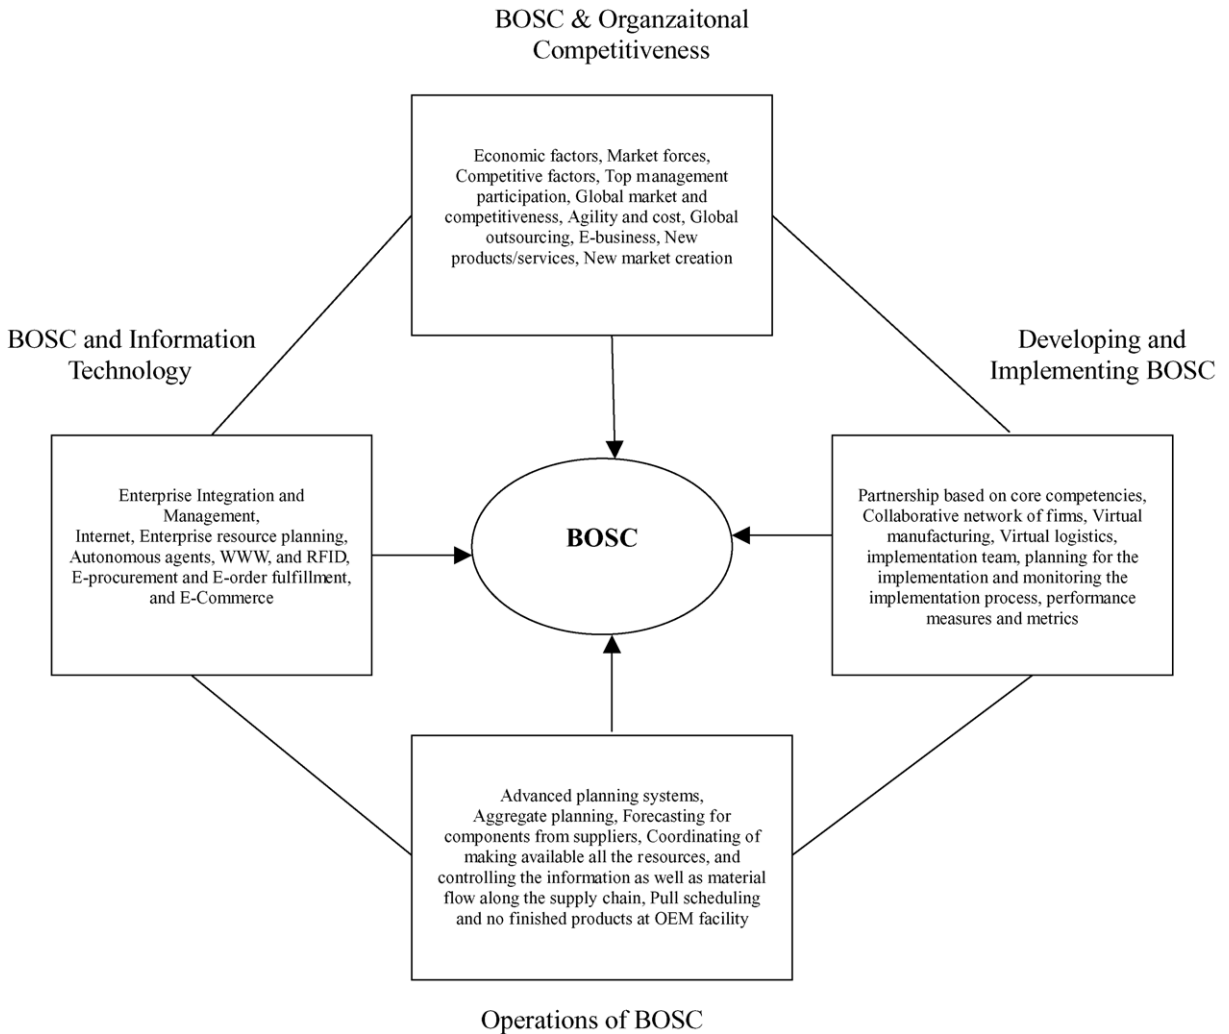 BOSC & Organzaitonal
Competitiveness
Economic factors, Market forces,
Competitive factors, Top management
participation, Global market and
competitiveness, Agility and cost, Global
outsourcing, E-business, New
products/services, New market creation
BOSC and Information
Technology
Developing and
Implementing BOSC
Enterprise Integration and
Management,
Internet, Enterprise resource planning,
Autonomous agents, WWW, and RFID,
E-procurement and E-order fulfillment,
and E-Commerce
BOSC
Partnership based on core competencies,
Collaborative network of firms, Virtual
manufacturing, Virtual logistics,
implementation team, planning for the
implementation and monitoring the
implementation process, performance
measures and metrics
Advanced planning systems,
Aggregate planning, Forecasting for
components from suppliers, Coordinating of
making available all the resources, and
controlling the information as well as material
flow along the supply chain, Pull scheduling
and no finished products at OEM facility
Operations of BOSC